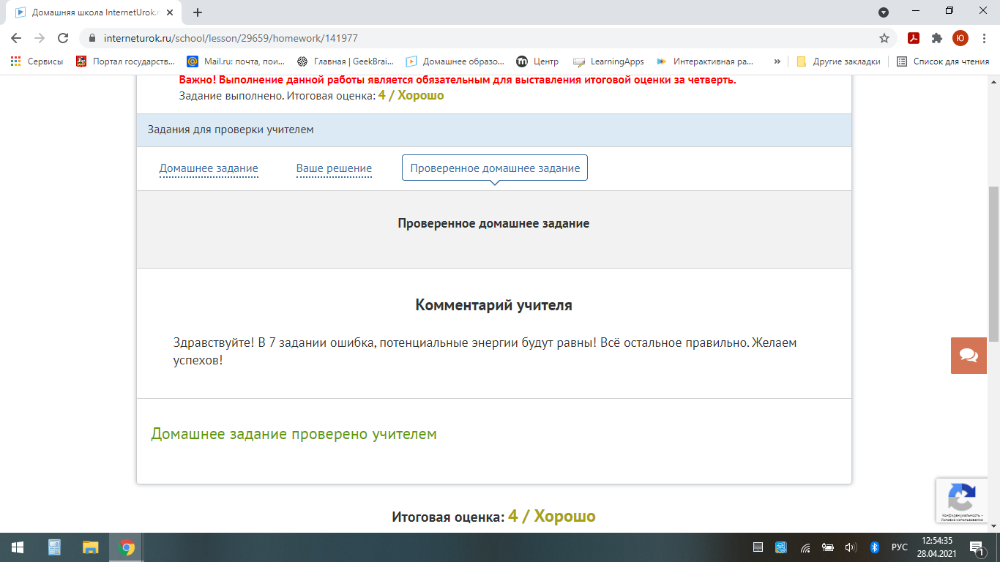 Домашняя школа InternetUrok.r
interneturok.ru/school/lesson/29659/homework/141977
Ю
Сервисы
Портал государств...
Mail.ru: почта, пои...
Главная | GeekBrai...
Домашнее образо...
Центр
LearningApps
Интерактивная ра...
»
Другие закладки
Список для чтения
Важно! Выполнение данной работы является обязательным для выставления итоговой оценки за четверть.
Задание выполнено. Итоговая оценка: 4 / Хорошо
Задания для проверки учителем
Домашнее задание
Ваше решение
Проверенное домашнее задание
Проверенное домашнее задание
Комментарий учителя
Здравствуйте! В 7 задании ошибка, потенциальные энергии будут равны! Всё остальное правильно. Желаем
успехов!
Домашнее задание проверено учителем
Конфиденциальность -
Условия использования
Итоговая оценка: 4 / Хорошо
РУС
12:54:35
28.04.2021
1